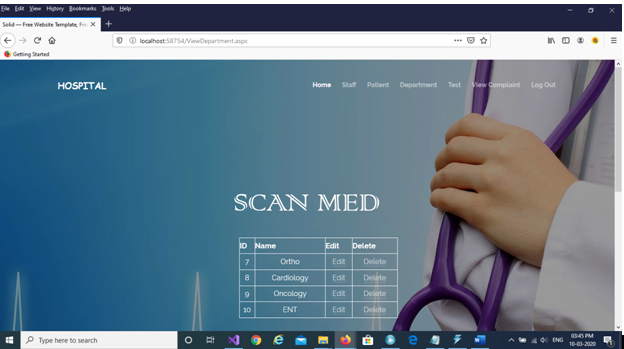 File Edit View History Bookmarks Tools Help
Solid — Free Website Template, Fre
localhost:58754/ViewDepartment.aspx
Getting Started
HOSPITAL
Home Staff Patient Department Test View Complaint Log Out
SCAN MED
ID Name Edit Delete
7 Ortho Edit Delete
8 Cardiology Edit Delete
9 Oncology Edit Delete
10 ENT Edit Delete
Type here to search
ENG
03:45 PM
10-03-2020